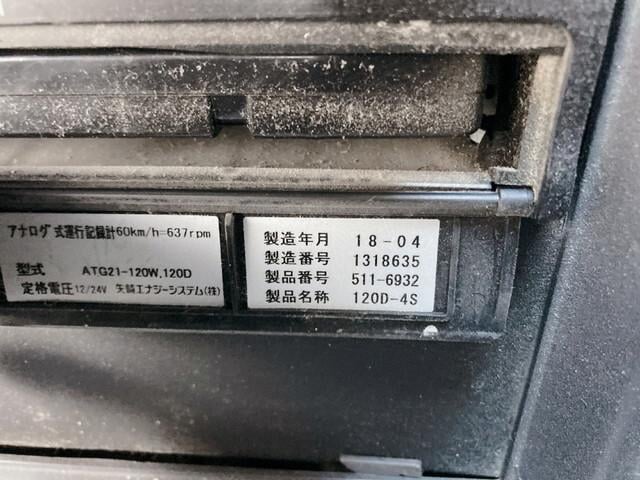 アナログ式運行記録計60km/h=637rpm
型式 ATG21-120W,120D
定格電圧12/24V 矢崎エナジーシステム(株)
製造年月 18-04
製造番号 1318635
製品番号 511-6932
製品名称 120D-4S